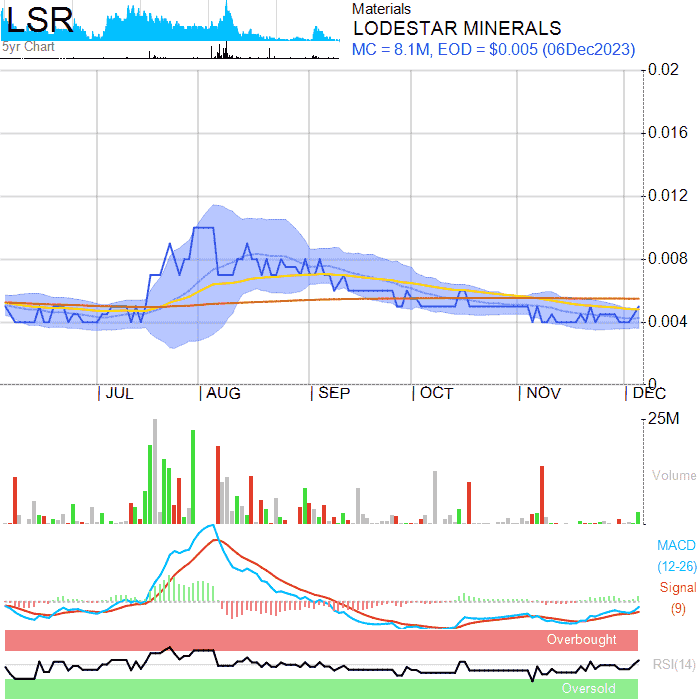 LSR
5yr Chart
Materials
LODESTAR MINERALS
MC = 8.1M, EOD = $0.005 (06Dec2023)
0.02
0.016
0.012
0.008
0.004
0
JUL AUG SEP OCT NOV DEC
25M
Volume
MACD
(12-26)
Signal
(9)
Overbought
RSI(14)
Oversold